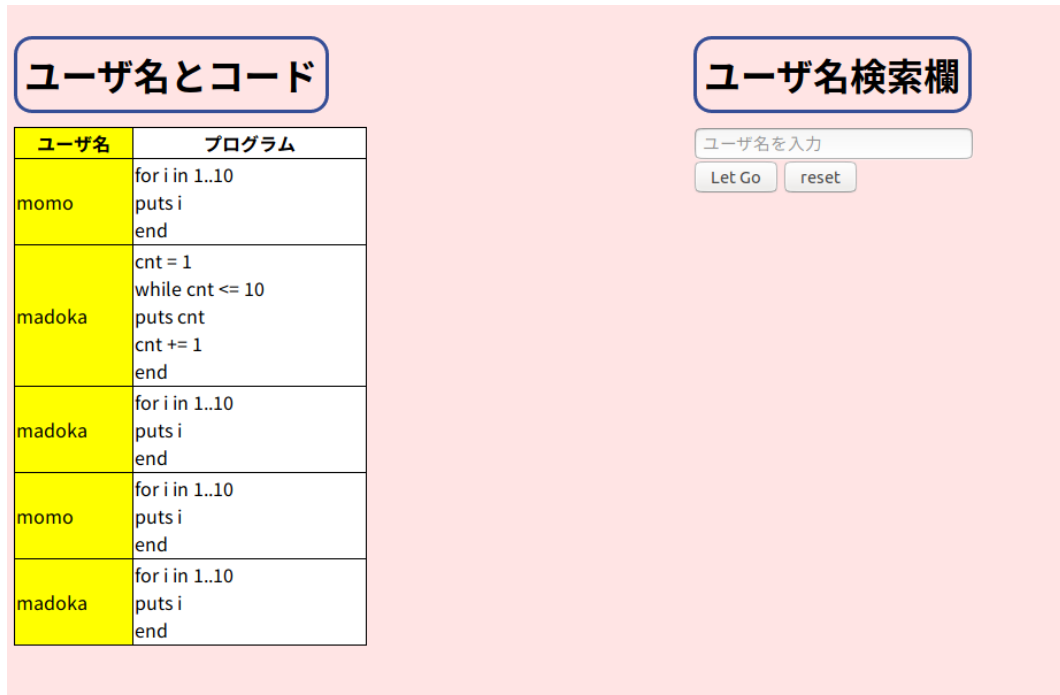 ユーザ名とコード
ユーザ名 プログラム
momo
for i in 1..10
puts i
end
madoka
cnt = 1
while cnt <= 10
puts cnt
cnt += 1
end
madoka
for i in 1..10
puts i
end
momo
for i in 1..10
puts i
end
madoka
for i in 1..10
puts i
end
ユーザ名検索欄
ユーザ名を入力
Let Go reset